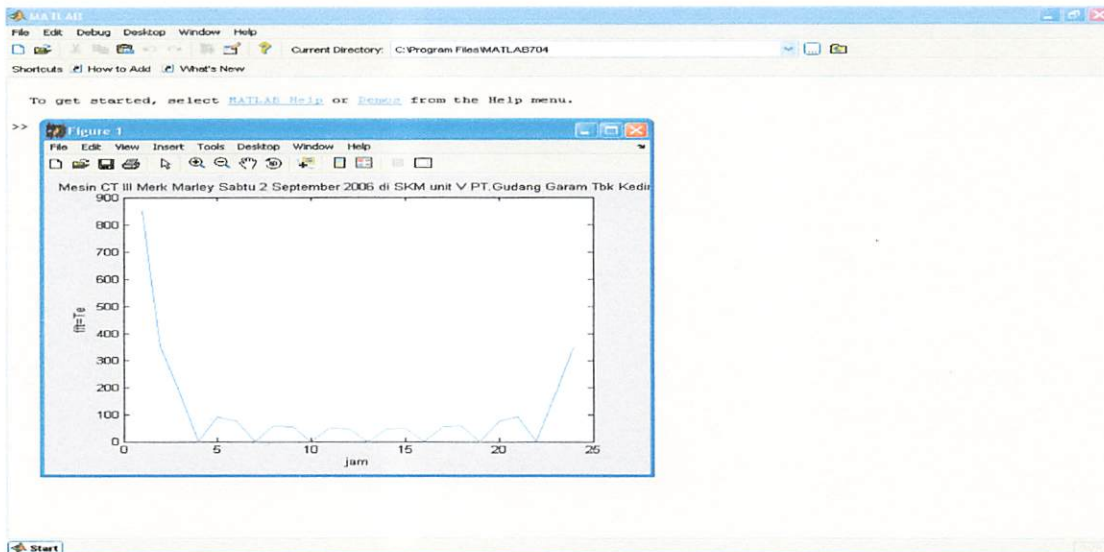 MATLAB
File Edit Debug Desktop Window Help
Current Directory: C:\Program Files\MATLAB704
Shortcuts How to Add What's New
To get started, select MATLAB Help or Demos from the Help menu.
>>
Figure 1
File Edit View Insert Tools Desktop Window Help
Mesin CT III Merk Marley Sabtu 2 September 2006 di SKM unit V PT.Gudang Garam Tbk Kedir
900
800
700
600
500
400
300
200
100
0
fft=Te
0 5 10 15 20 25
jam
Start